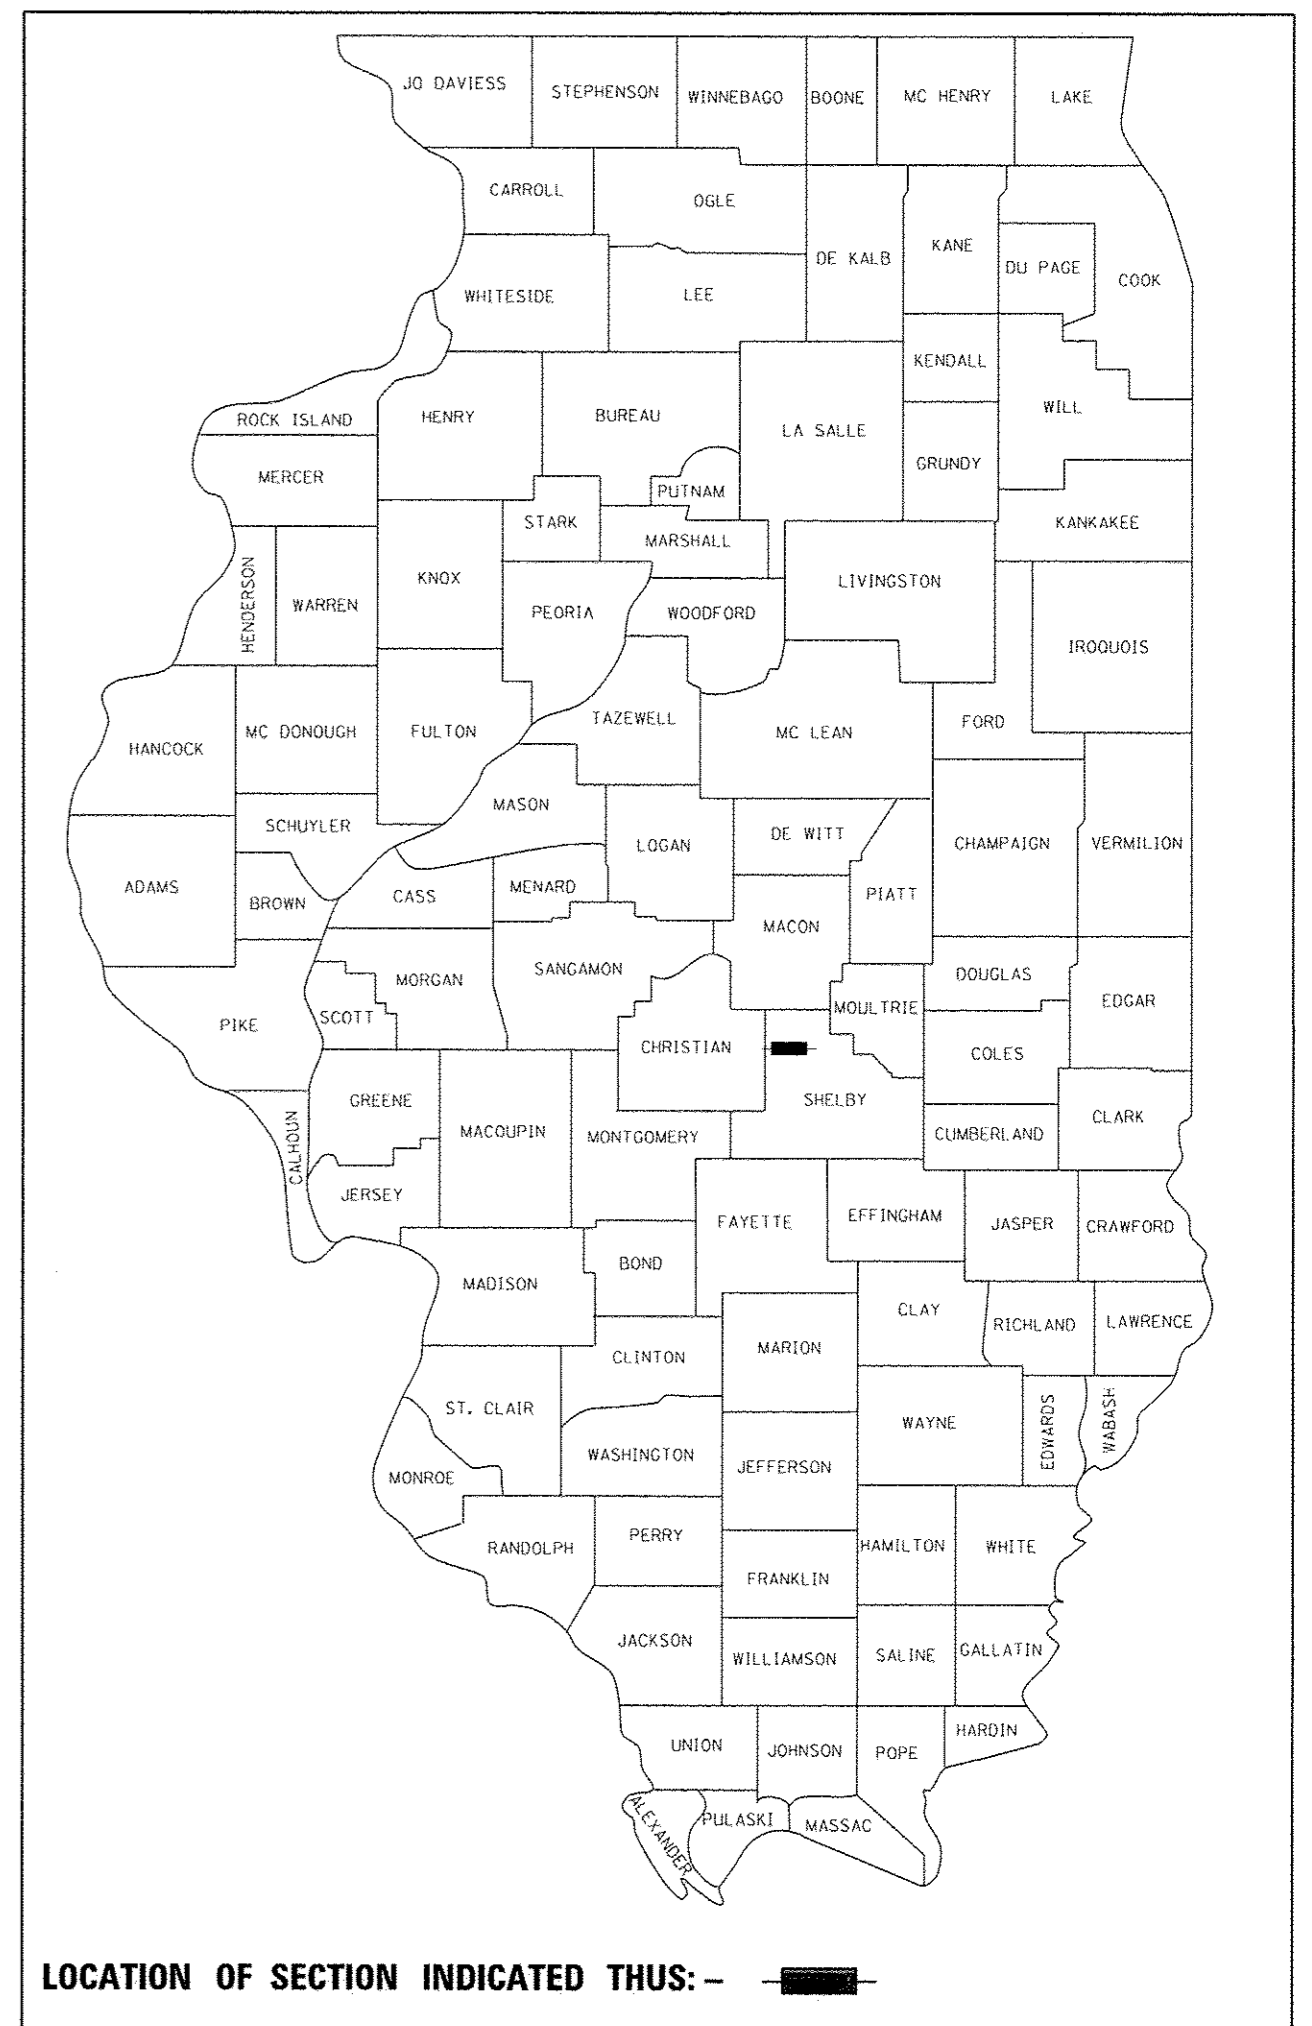 JO DAVIESS
STEPHENSON
WINNEBAGO
BOONE
MC HENRY
LAKE
CARROLL
OGLE
DE KALB
KANE
DU PAGE
COOK
WHITESIDE
LEE
KENDALL
ROCK ISLAND
HENRY
BUREAU
LA SALLE
WILL
GRUNDY
MERCER
PUTNAM
STARK
MARSHALL
KANKAKEE
HENDERSON
WARREN
KNOX
PEORIA
WOODFORD
LIVINGSTON
IROQUOIS
HANCOCK
MC DONOUGH
FULTON
TAZEWELL
MC LEAN
FORD
MASON
SCHUYLER
LOGAN
DE WITT
CHAMPAIGN
VERMILION
ADAMS
BROWN
CASS
MENARD
PIATT
MACON
MORGAN
SANGAMON
DOUGLAS
EDGAR
PIKE
SCOTT
CHRISTIAN
MOULTRIE
COLES
SHELBY
GREENE
CALHOUN
MACOUPIN
MONTGOMERY
CUMBERLAND
CLARK
JERSEY
FAYETTE
EFFINGHAM
JASPER
CRAWFORD
BOND
MADISON
CLAY
RICHLAND
LAWRENCE
CLINTON
MARION
ST. CLAIR
WAYNE
EDWARDS
WABASH
WASHINGTON
JEFFERSON
MONROE
RANDOLPH
PERRY
HAMILTON
WHITE
FRANKLIN
JACKSON
WILLIAMSON
SALINE
GALLATIN
UNION
JOHNSON
POPE
HARDIN
ALEXANDER
PULASKI
MASSAC
LOCATION OF SECTION INDICATED THUS: –